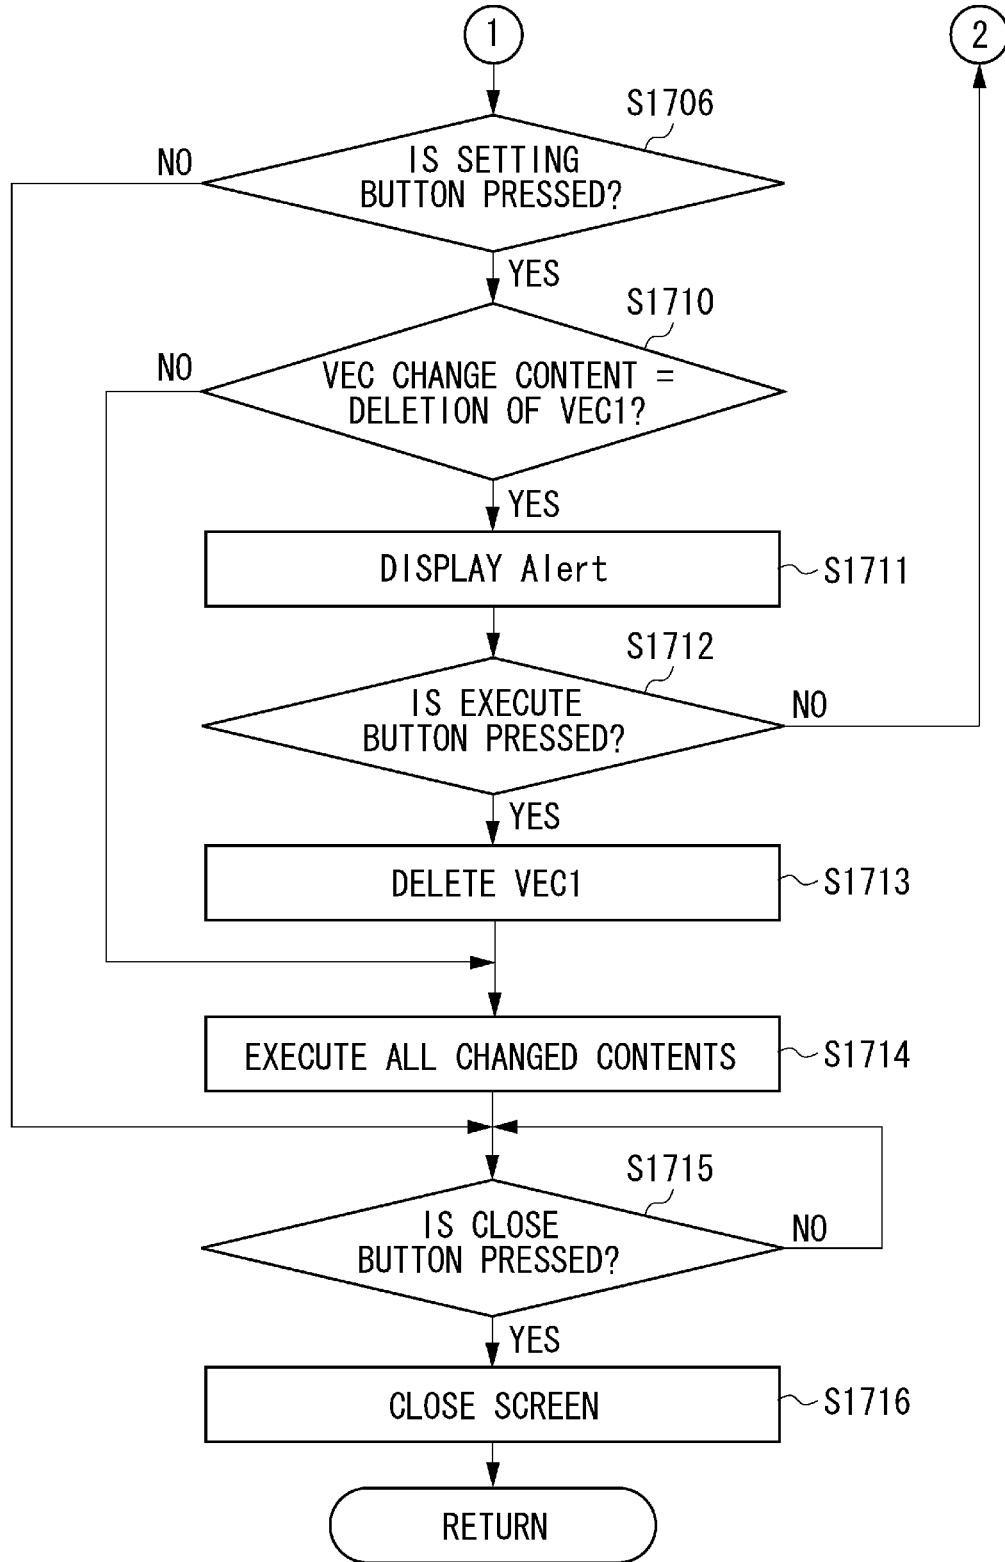 1
2
S1706
NO
IS SETTING
BUTTON PRESSED?
YES
S1710
NO
VEC CHANGE CONTENT =
DELETION OF VEC1?
YES
DISPLAY Alert
S1711
S1712
IS EXECUTE
BUTTON PRESSED?
NO
YES
DELETE VEC1
S1713
EXECUTE ALL CHANGED CONTENTS
S1714
S1715
IS CLOSE
BUTTON PRESSED?
NO
YES
CLOSE SCREEN
S1716
RETURN